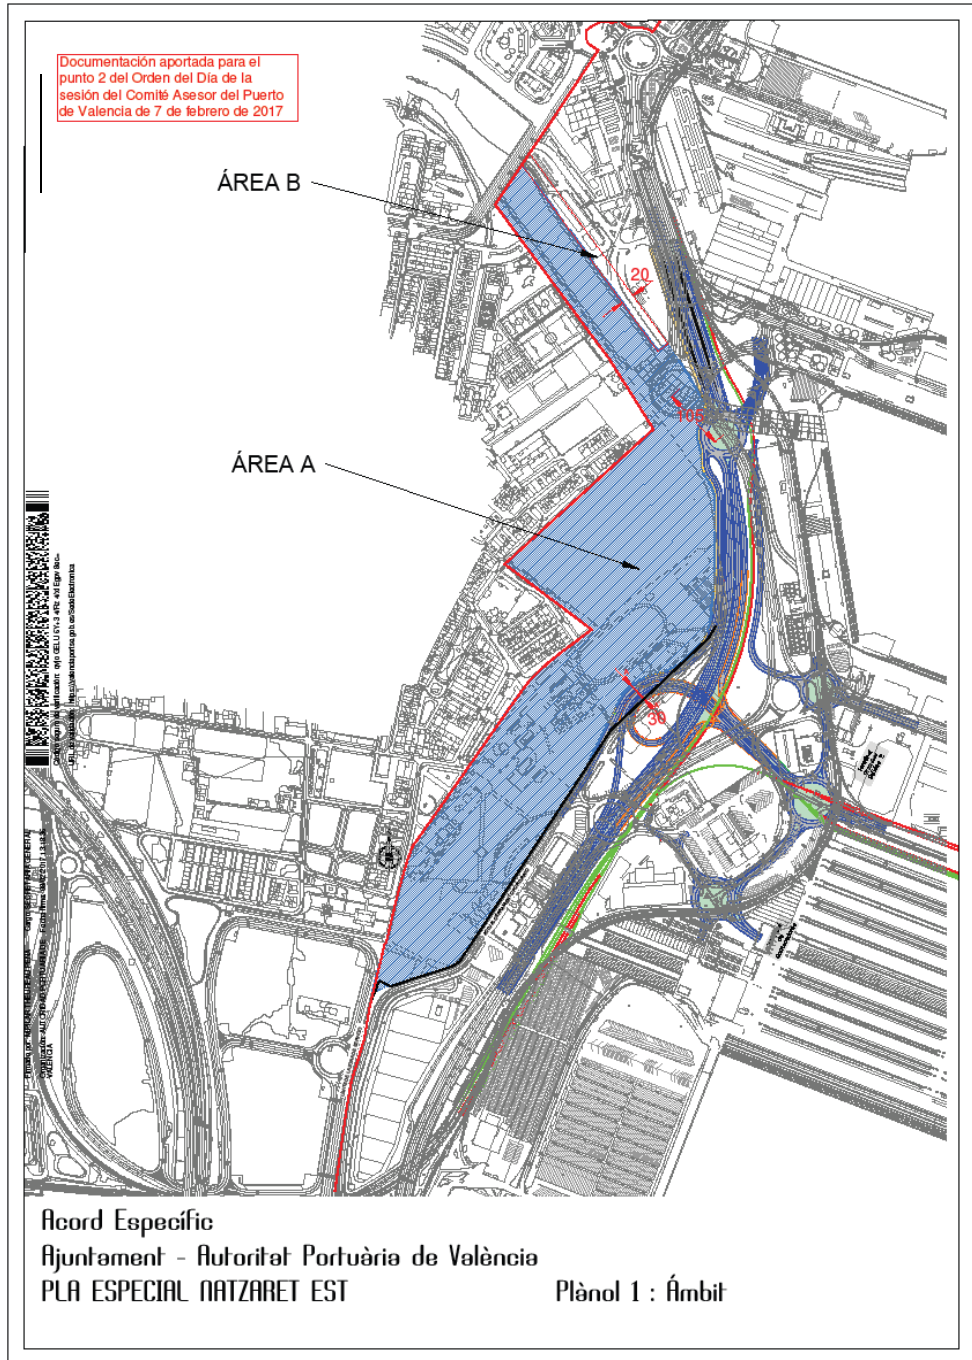 Documentación aportada para el
punto 2 del Orden del Día de la
sesión del Comité Asesor del Puerto
de Valencia de 7 de febrero de 2017
ÁREA B
20
105
ÁREA A
30
Acord Específic
Ajuntament - Autoritat Portuària de València
PLA ESPECIAL NATZARET EST
Plànol 1 : Ámbit